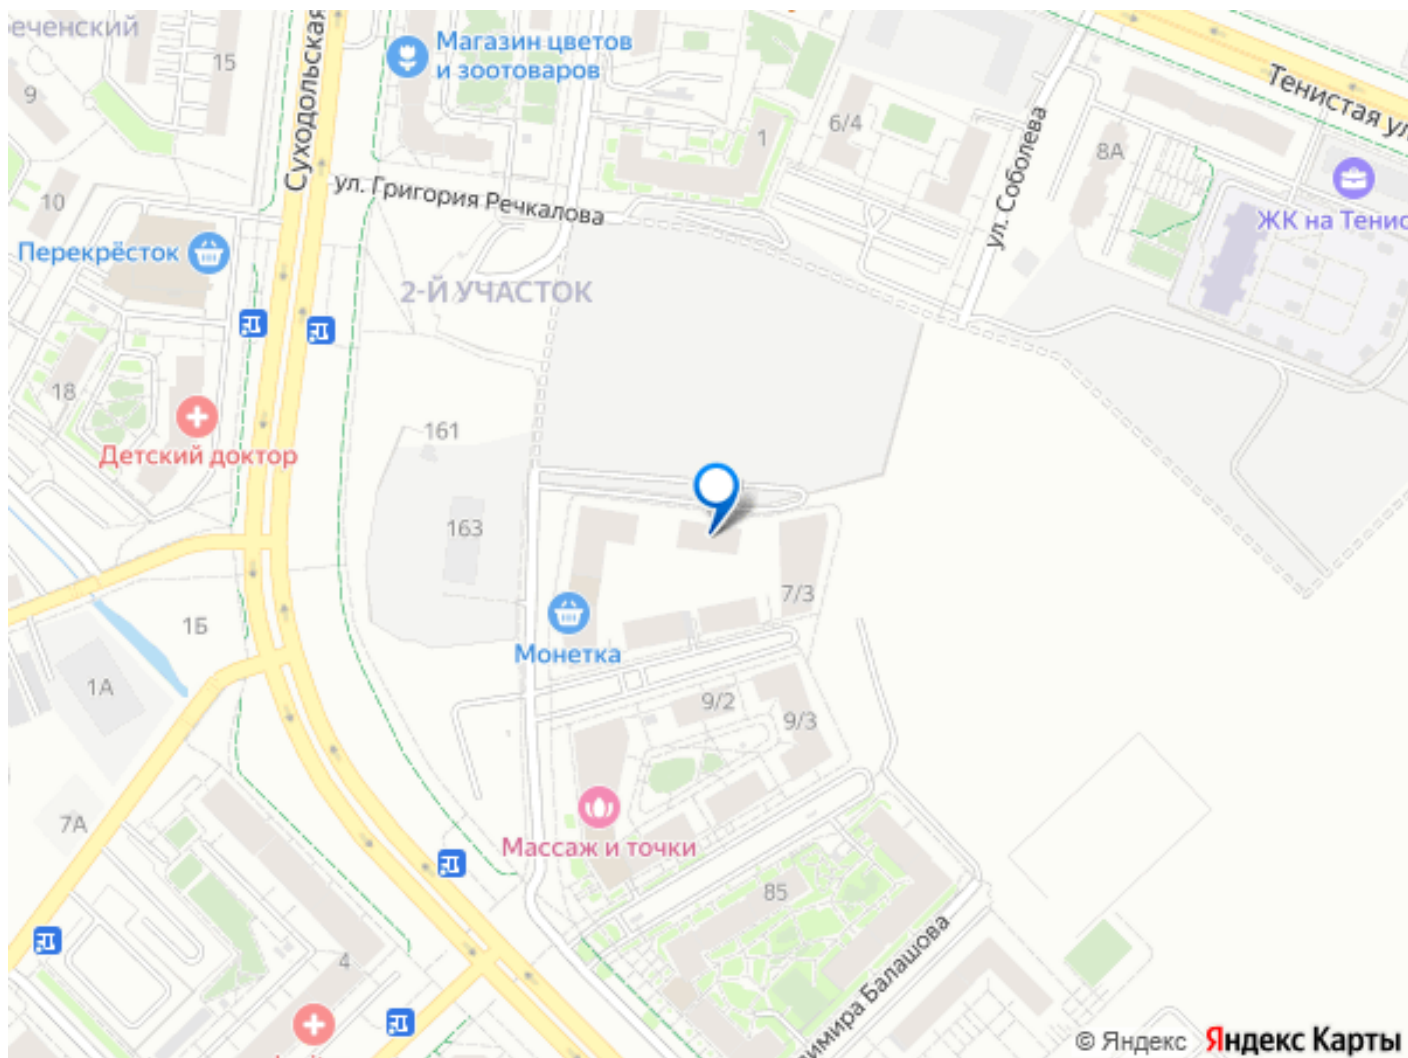 еченский
15
9
10
Суходольская
Магазин цветов
и зоотоваров
ул. Григория Речкалова
1
6/4
ул. Соболева
8А
Тенистая ул
ЖК на Тенис
Перекрёсток
2-Й УЧАСТОК
18
Детский доктор
161
163
1Б
1А
7А
Монетка
7/3
9/2
9/3
Массаж и точки
85
4
имира Балашова
© Яндекс Яндекс Карты